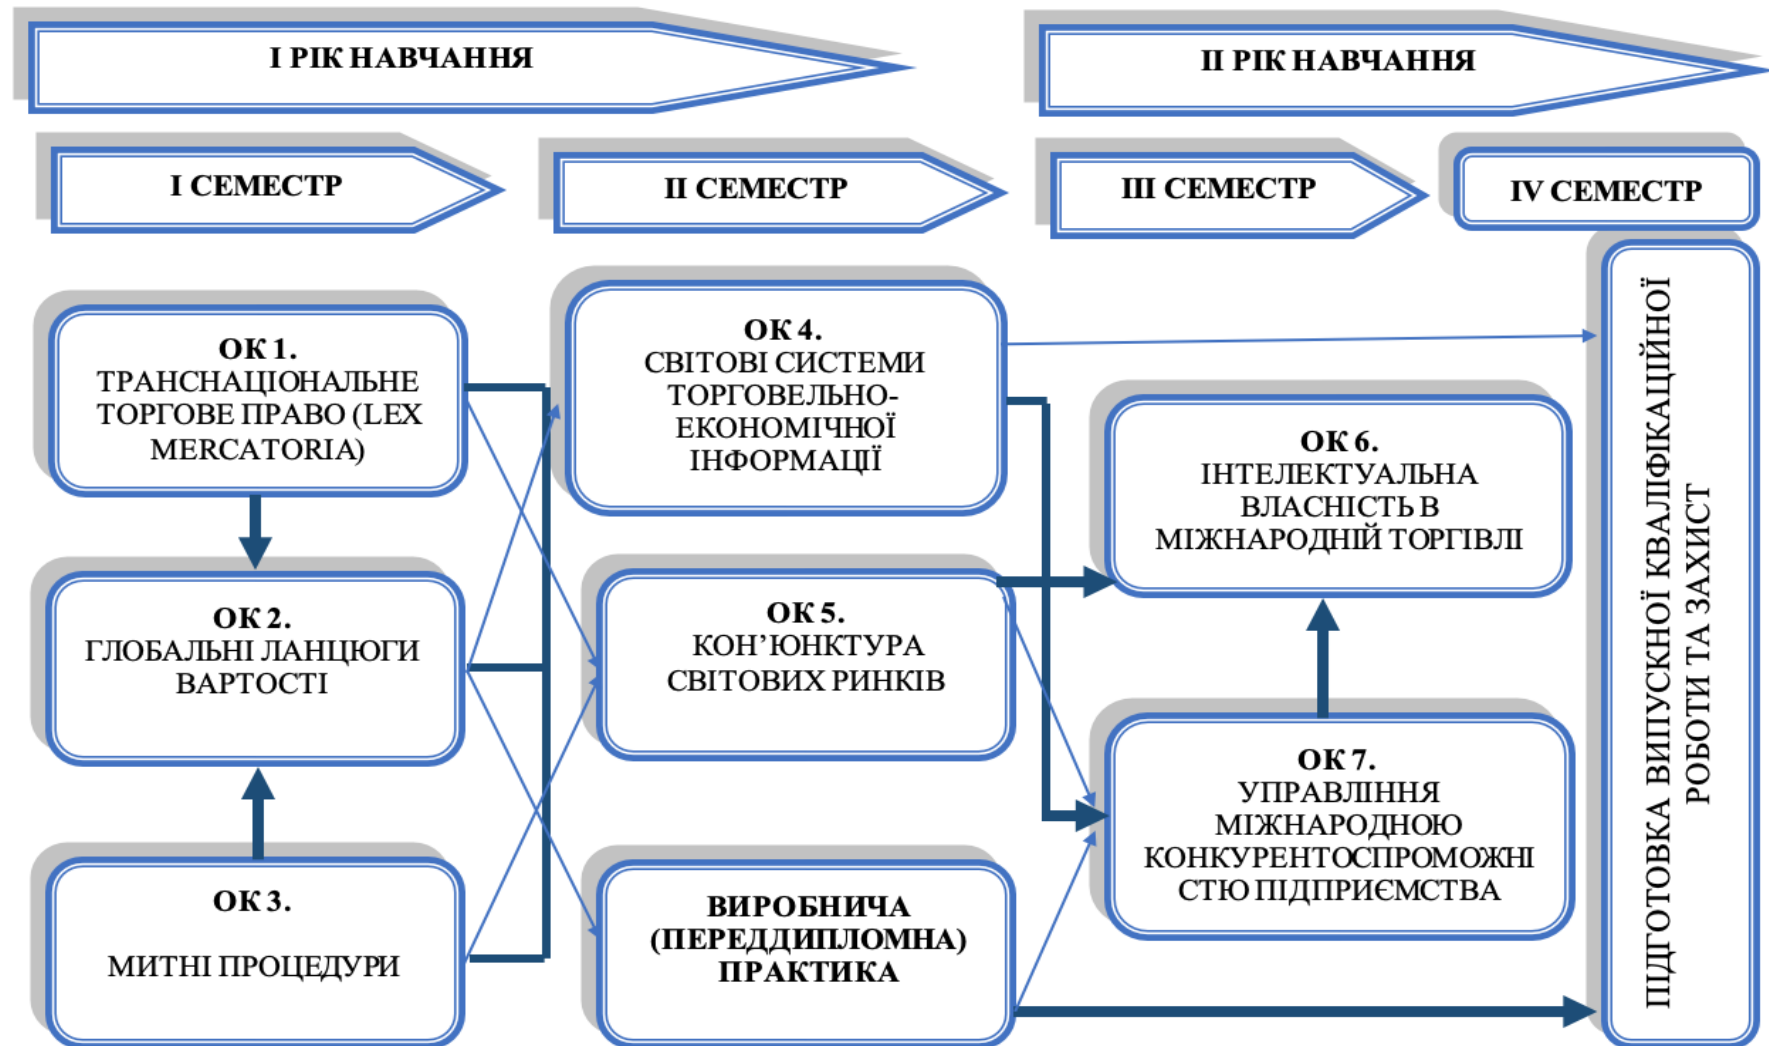 І РІК НАВЧАННЯ
ІІ РІК НАВЧАННЯ
І СЕМЕСТР
ІІ СЕМЕСТР
ІІІ СЕМЕСТР
IV СЕМЕСТР
ОК 1.
ТРАНСНАЦІОНАЛЬНЕ
ТОРГОВЕ ПРАВО (LEX
MERCATORIA)
ОК 2.
ГЛОБАЛЬНІ ЛАНЦЮГИ
ВАРТОСТІ
ОК 3.
МИТНІ ПРОЦЕДУРИ
ОК 4.
СВІТОВІ СИСТЕМИ
ТОРГОВЕЛЬНО-
ЕКОНОМІЧНОЇ
ІНФОРМАЦІЇ
ОК 5.
КОН’ЮНКТУРА
СВІТОВИХ РИНКІВ
ВИРОБНИЧА
(ПЕРЕДДИПЛОМНА)
ПРАКТИКА
ОК 6.
ІНТЕЛЕКТУАЛЬНА
ВЛАСНІСТЬ В
МІЖНАРОДНІЙ ТОРГІВЛІ
ОК 7.
УПРАВЛІННЯ
МІЖНАРОДНОЮ
КОНКУРЕНТОСПРОМОЖНІ
СТЮ ПІДПРИЄМСТВА
ПІДГОТОВКА ВИПУСКНОЇ КВАЛІФІКАЦІЙНОЇ
РОБОТИ ТА ЗАХИСТ